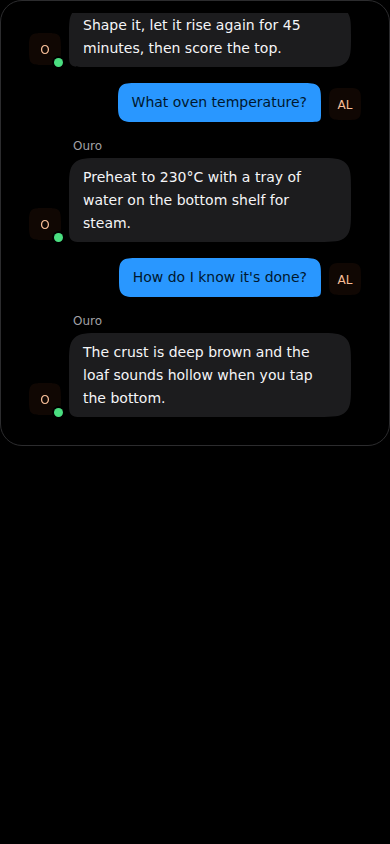 Shape it, let it rise again for 45
minutes, then score the top.
O
What oven temperature?
AL
Ouro
Preheat to 230°C with a tray of
water on the bottom shelf for
steam.
O
How do I know it's done?
AL
Ouro
The crust is deep brown and the
loaf sounds hollow when you tap
the bottom.
O